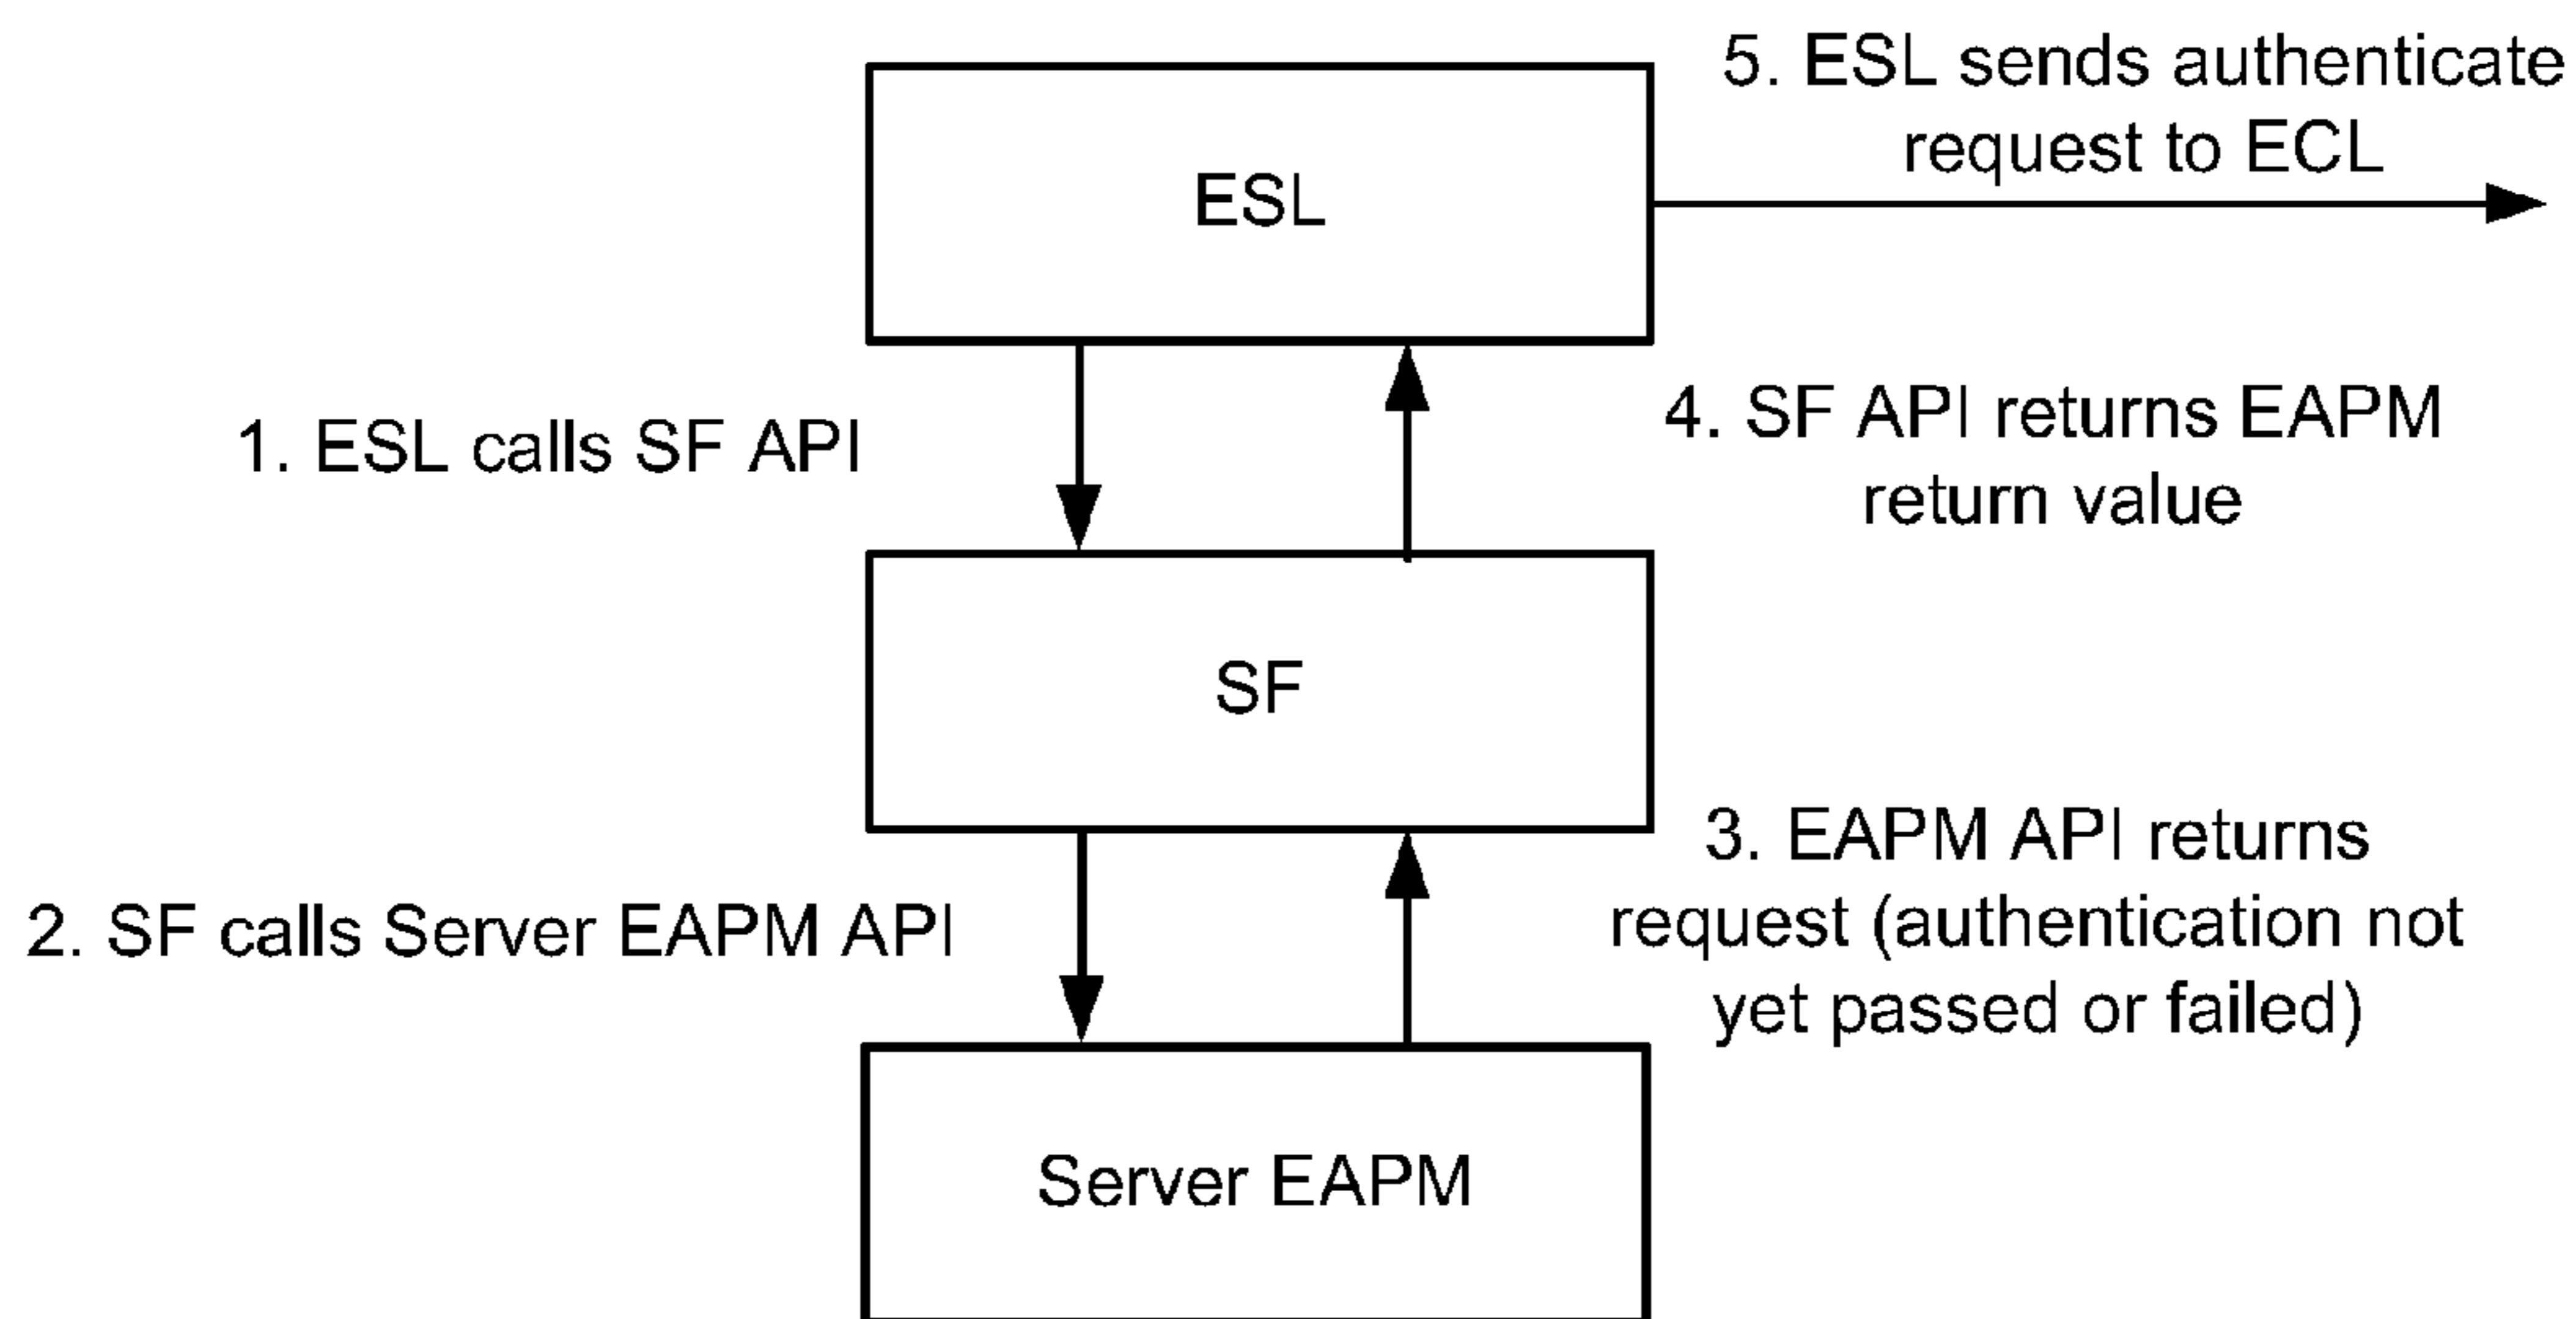 5. ESL sends authenticate
request to ECL
ESL
1. ESL calls SF API
4. SF API returns EAPM
return value
SF
2. SF calls Server EAPM API
3. EAPM API returns
request (authentication not
yet passed or failed)
Server EAPM